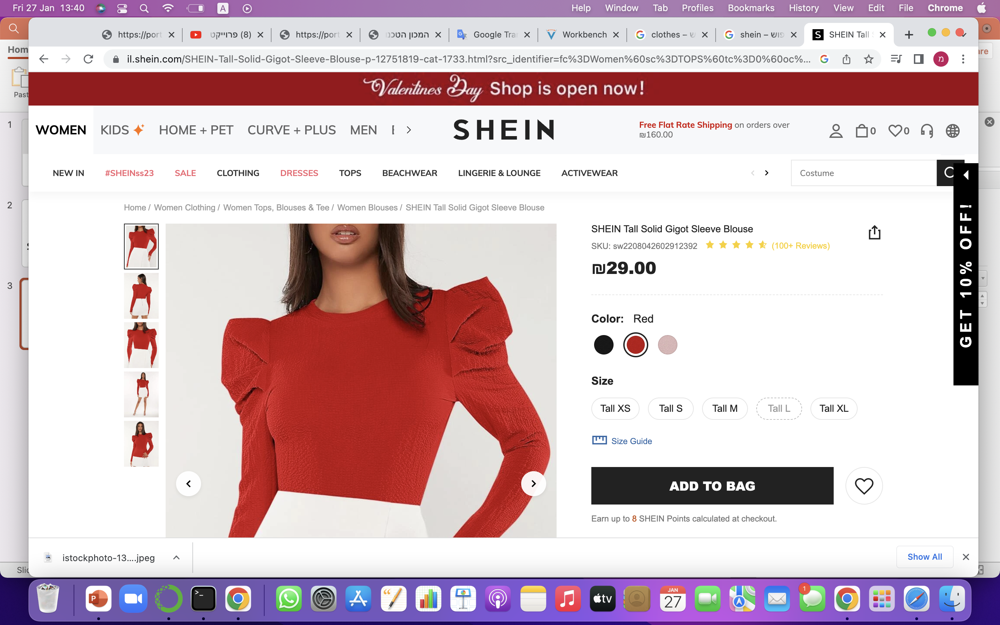 Fri 27 Jan 13:40
A
Help Window Tab Profiles Bookmarks History View Edit File Chrome
https://port
(8) פרוייקט
https://port
המכון הטכנו
Google Tra
Workbench
clothes – ש
shein – פוש
SHEIN Tall
il.shein.com/SHEIN-Tall-Solid-Gigot-Sleeve-Blouse-p-12751819-cat-1733.html?src_identifier=fc%3DWomen%60sc%3DTOPS%60tc%3D0%60oc%...
מ
Hom
Past
1
2
3
Valentines Day Shop is open now!
WOMEN KIDS HOME + PET CURVE + PLUS MEN
SHEIN
Free Flat Rate Shipping on orders over
₪160.00
0
0
NEW IN #SHEINss23 SALE CLOTHING DRESSES TOPS BEACHWEAR LINGERIE & LOUNGE ACTIVEWEAR
Costume
GET 10% OFF!
Home / Women Clothing / Women Tops, Blouses & Tee / Women Blouses / SHEIN Tall Solid Gigot Sleeve Blouse
SHEIN Tall Solid Gigot Sleeve Blouse
SKU: sw2208042602912392 (100+ Reviews)
₪29.00
Color: Red
Size
Tall XS Tall S Tall M Tall L Tall XL
Size Guide
ADD TO BAG
Earn up to 8 SHEIN Points calculated at checkout.
istockphoto-13....jpeg
Show All
P
>_
tv
JAN
27
1